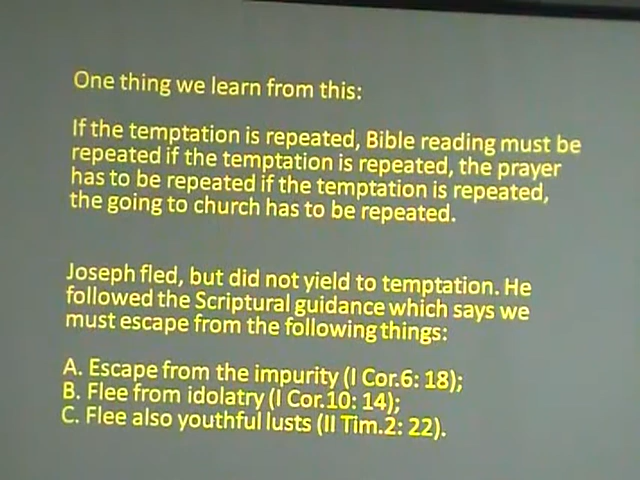 One thing we learn from this:
If the temptation is repeated, Bible reading must be
repeated if the temptation is repeated, the prayer
has to be repeated if the temptation is repeated,
the going to church has to be repeated.
Joseph fled, but did not yield to temptation. He
followed the Scriptural guidance which says we
must escape from the following things:
A. Escape from the impurity (I Cor.6: 18);
B. Flee from idolatry (I Cor.10: 14);
C. Flee also youthful lusts (II Tim.2: 22).